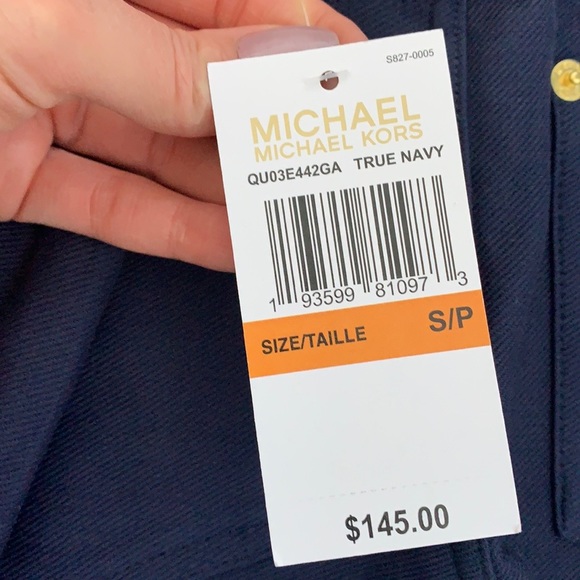 S827-0005
MICHAEL
MICHAEL KORS
QU03E442GA TRUE NAVY
1 93599 81097 3
SIZE/TAILLE S/P
$145.00